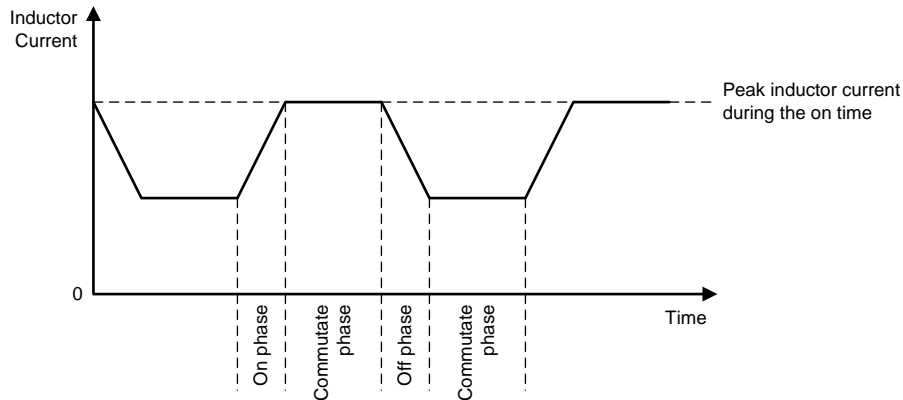 Inductor
Current
Peak inductor current
during the on time
0
Time
On phase
Commutate
phase
Off phase
Commutate
phase